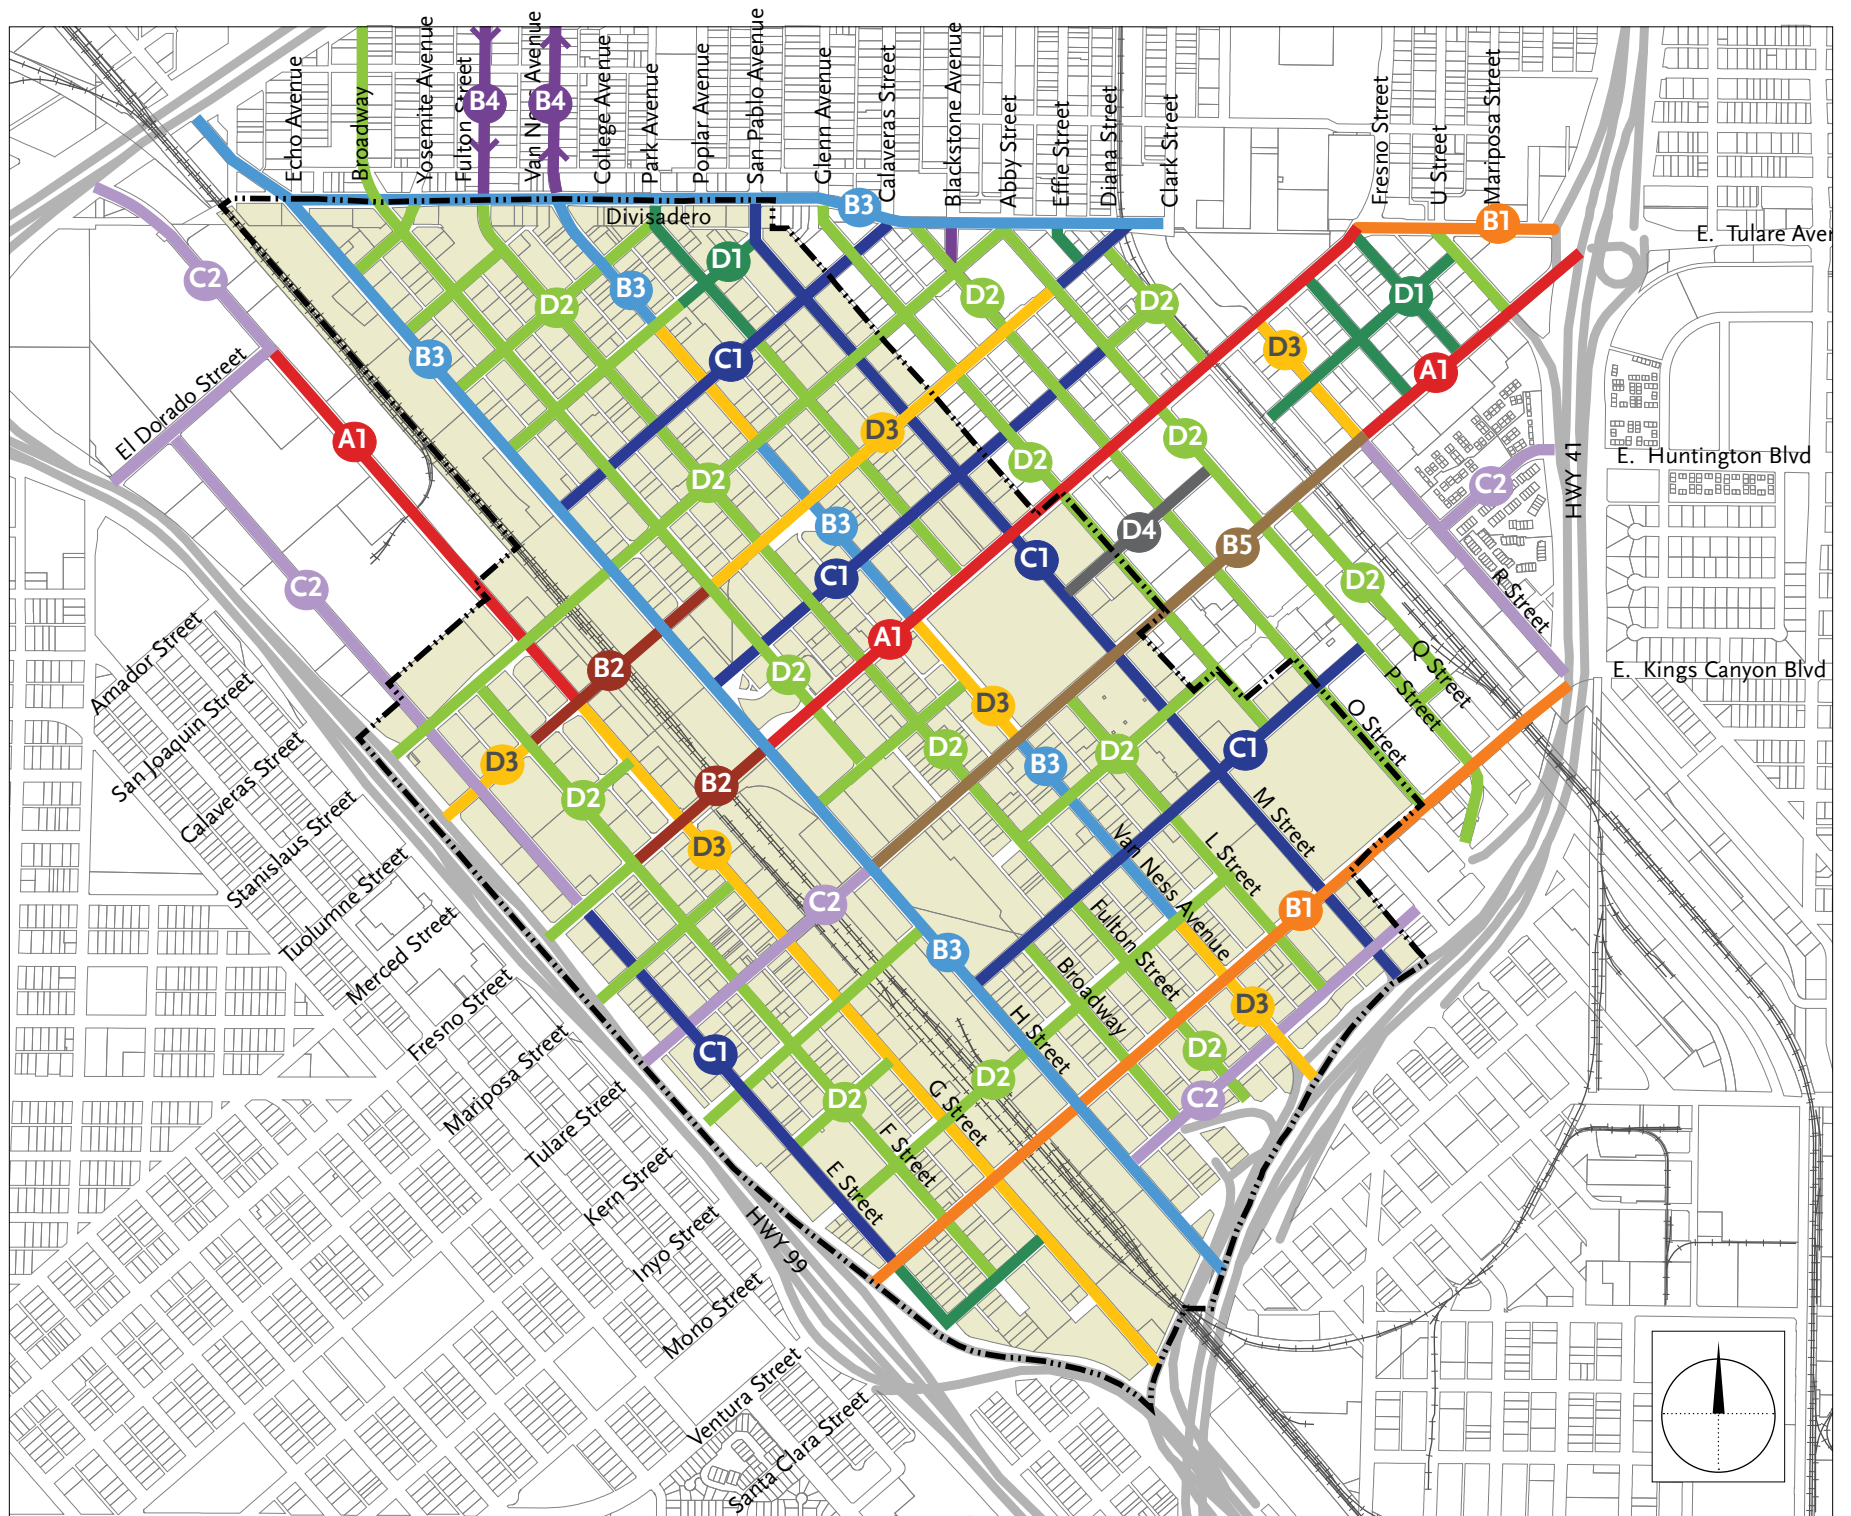 Echo Avenue
Broadway
Yosemite Avenue
Fulton Street
Van Ness Avenue
College Avenue
Park Avenue
Poplar Avenue
San Pablo Avenue
Glenn Avenue
Calaveras Street
Blackstone Avenue
Abby Street
Effie Street
Diana Street
Clark Street
Fresno Street
U Street
Mariposa Street
B4
B4
Divisadero
B3
B1
E. Tulare Aven
C2
D1
B3
D2
D2
D2
D1
D3
B3
C1
A1
El Dorado Street
A1
D3
D2
D2
D2
E. Huntington Blvd
HWY 41
C2
B3
D4
B5
C1
C1
D2
C2
R Street
Amador Street
A1
B2
D2
Q Street
E. Kings Canyon Blvd
P Street
San Joaquin Street
D3
O Street
Calaveras Street
D3
D2
D2
B3
C1
B2
D2
Stanislaus Street
M Street
D3
Van Ness Avenue
L Street
Tuolumne Street
C2
B1
Merced Street
Fulton Street
B3
Broadway
Fresno Street
H Street
D3
C1
D2
Mariposa Street
D2
D2
C2
G Street
Tulare Street
F Street
E Street
Kern Street
HWY 99
Inyo Street
Mono Street
Ventura Street
Santa Clara Street